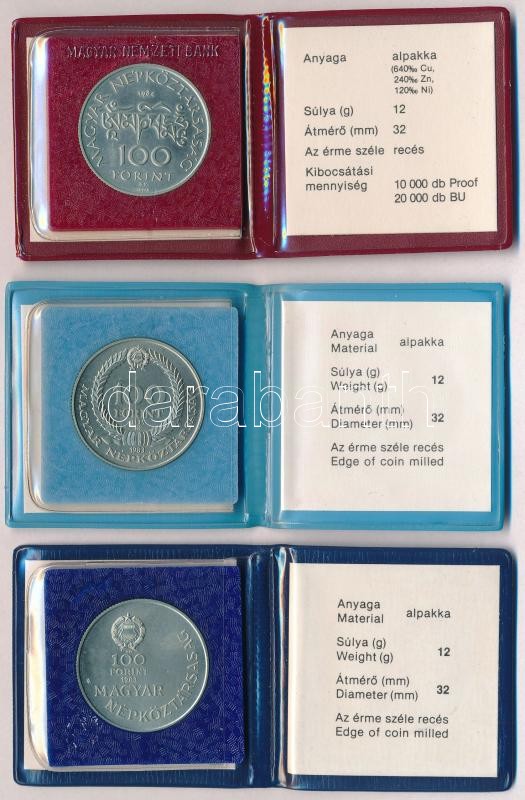 MAGYAR NEMZETI BANK
MAGYAR NÉPKÖZTÁRSASÁG
1984
100
FORINT
Anyaga alpakka
(640‰ Cu,
240‰ Zn,
120‰ Ni)
Súlya (g) 12
Átmérő (mm) 32
Az érme széle recés
Kibocsátási
mennyiség 10 000 db Proof
20 000 db BU
MAGYAR NÉPKÖZTÁRSASÁG
1983
darabanth
Anyaga
Material alpakka
Súlya (g)
Weight (g) 12
Átmérő (mm)
Diameter (mm) 32
Az érme széle recés
Edge of coin milled
100
FORINT
1983
MAGYAR
NÉPKÖZTÁRSASÁG
Anyaga
Material alpakka
Súlya (g)
Weight (g) 12
Átmérő (mm)
Diameter (mm) 32
Az érme széle recés
Edge of coin milled